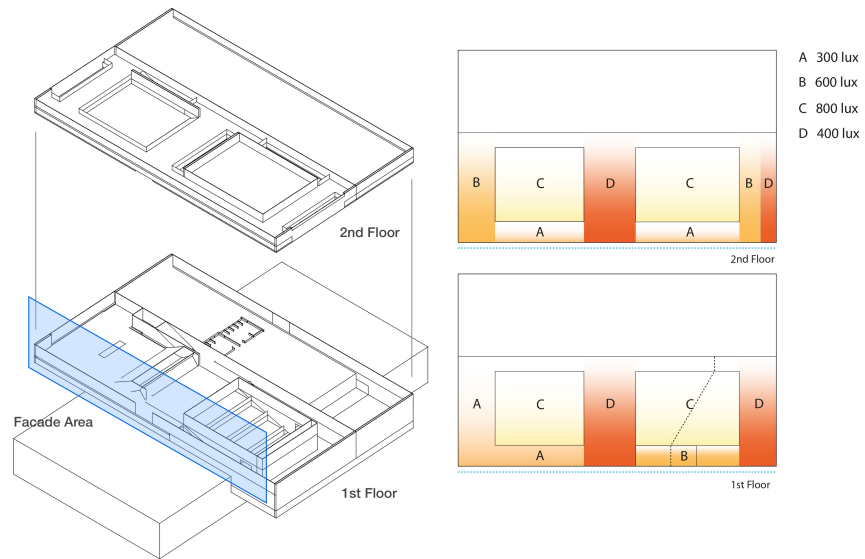 2nd Floor
Facade Area
1st Floor
A 300 lux
B 600 lux
C 800 lux
D 400 lux
B C D C B D
A A
2nd Floor
A C D C D
A B
1st Floor